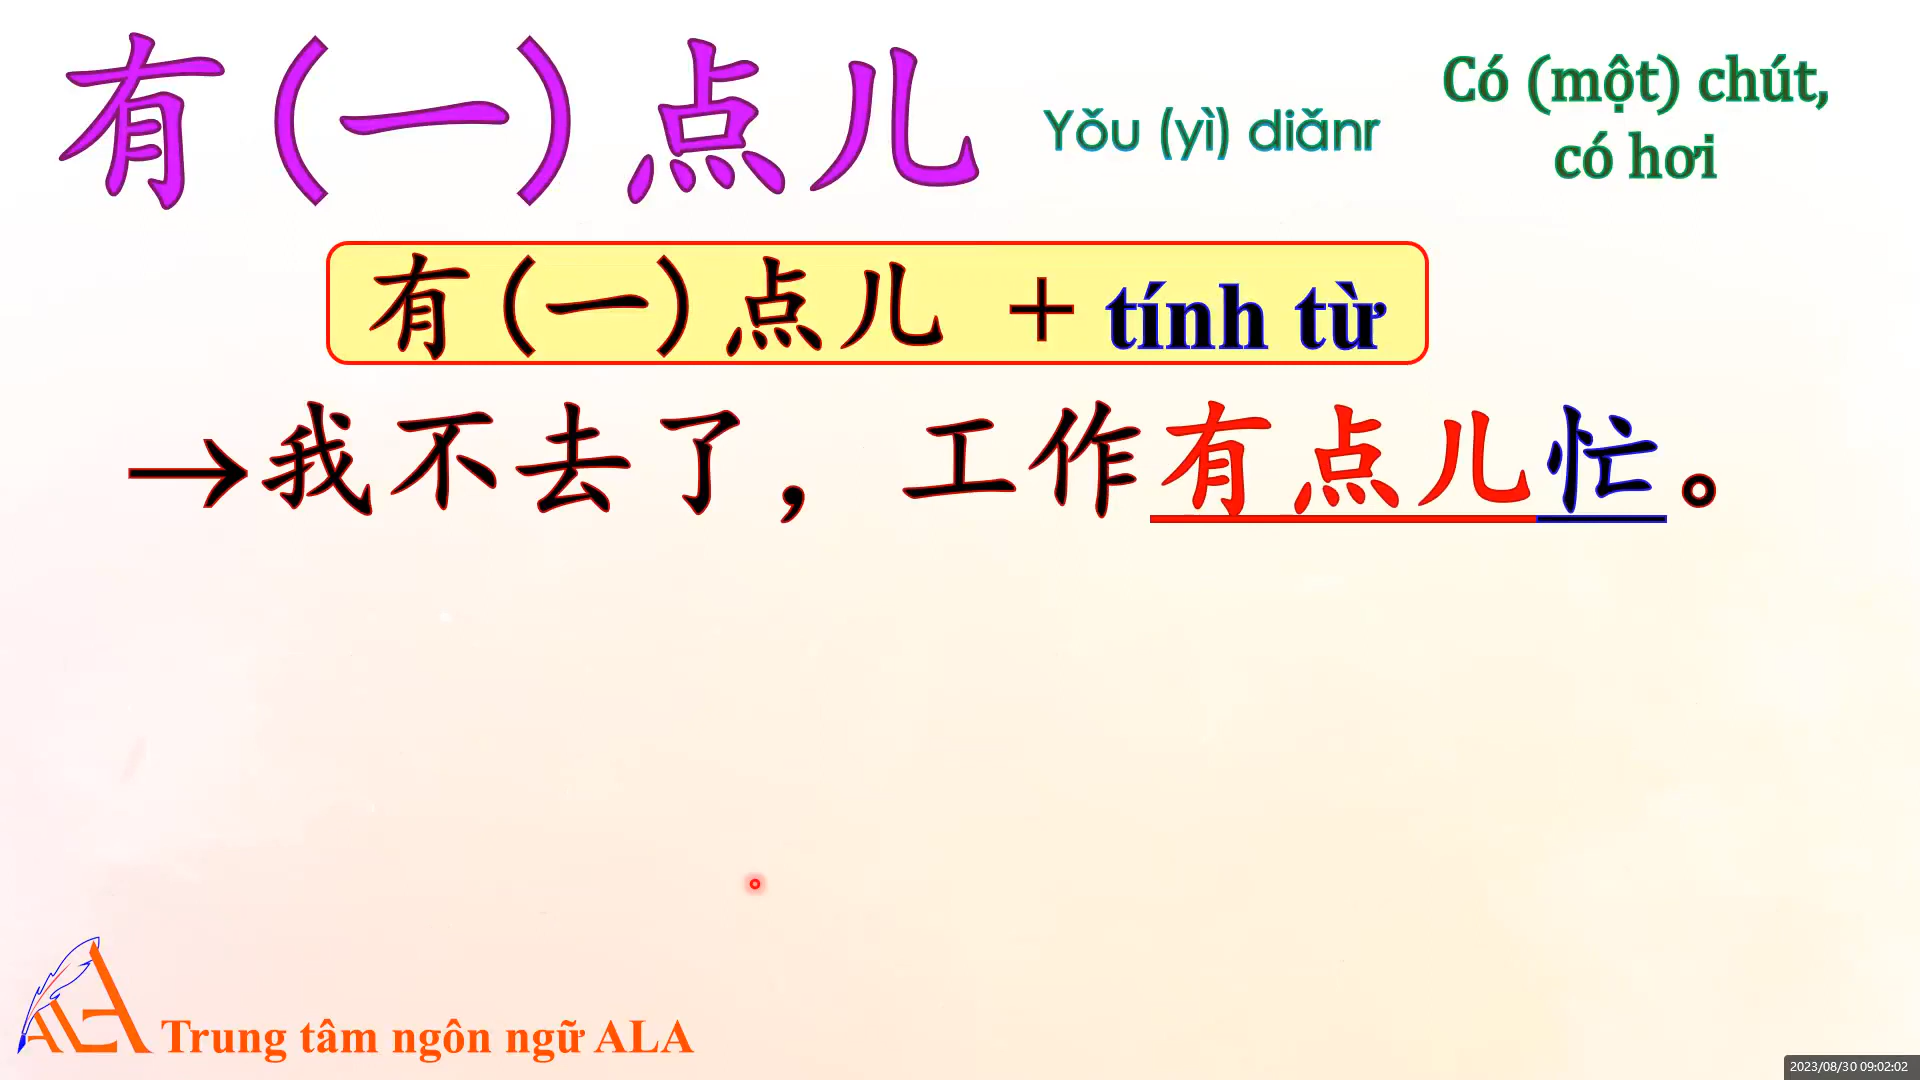 有(一)点儿 Yǒu (yì) diǎnr Có (một) chút,
có hơi
有(一)点儿 + tính từ
→我不去了，工作有点儿忙。
ALA Trung tâm ngôn ngữ ALA
2023/08/30 09:02:02